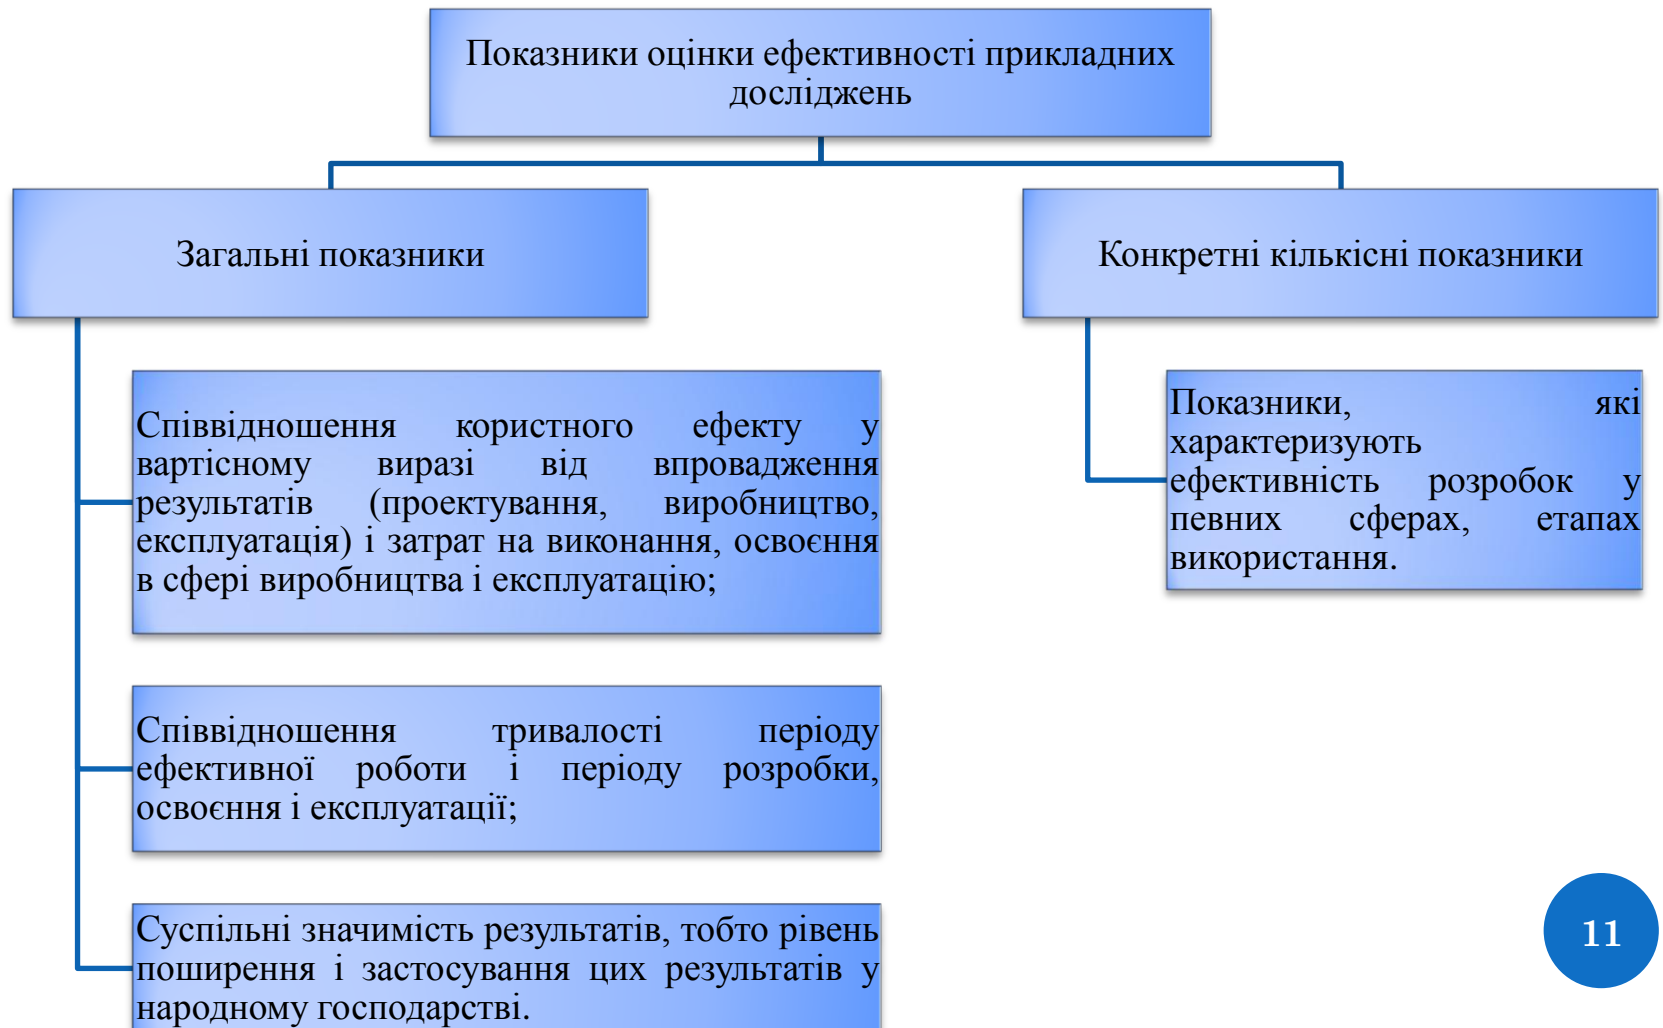 Показники оцінки ефективності прикладних
досліджень
Загальні показники
Конкретні кількісні показники
Співвідношення користного ефекту у
вартісному виразі від впровадження
результатів (проектування, виробництво,
експлуатація) і затрат на виконання, освоєння
в сфері виробництва і експлуатацію;
Співвідношення тривалості періоду
ефективної роботи і періоду розробки,
освоєння і експлуатації;
Суспільні значимість результатів, тобто рівень
поширення і застосування цих результатів у
народному господарстві.
Показники, які
характеризують
ефективність розробок у
певних сферах, етапах
використання.
11